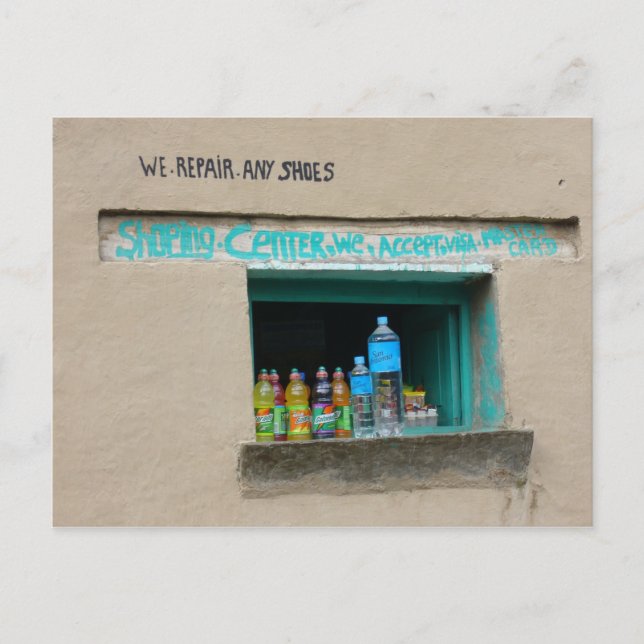 WE.REPAIR.ANY SHOES
Shoping.CENTER.We.ACCEPT.VISA.MASTER
CARD